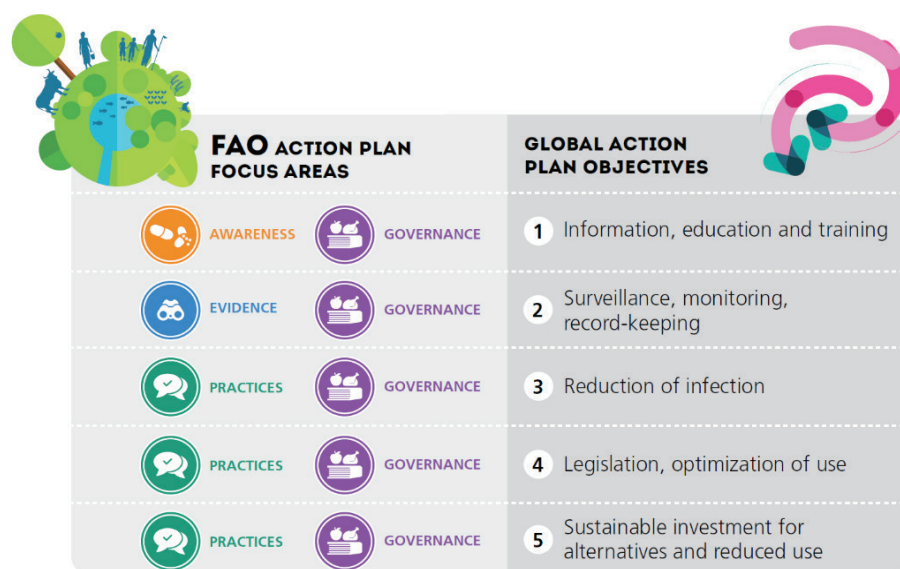 FAO ACTION PLAN
FOCUS AREAS
GLOBAL ACTION
PLAN OBJECTIVES
AWARENESS GOVERNANCE 1 Information, education and training
EVIDENCE GOVERNANCE 2 Surveillance, monitoring,
record-keeping
PRACTICES GOVERNANCE 3 Reduction of infection
PRACTICES GOVERNANCE 4 Legislation, optimization of use
PRACTICES GOVERNANCE 5 Sustainable investment for
alternatives and reduced use